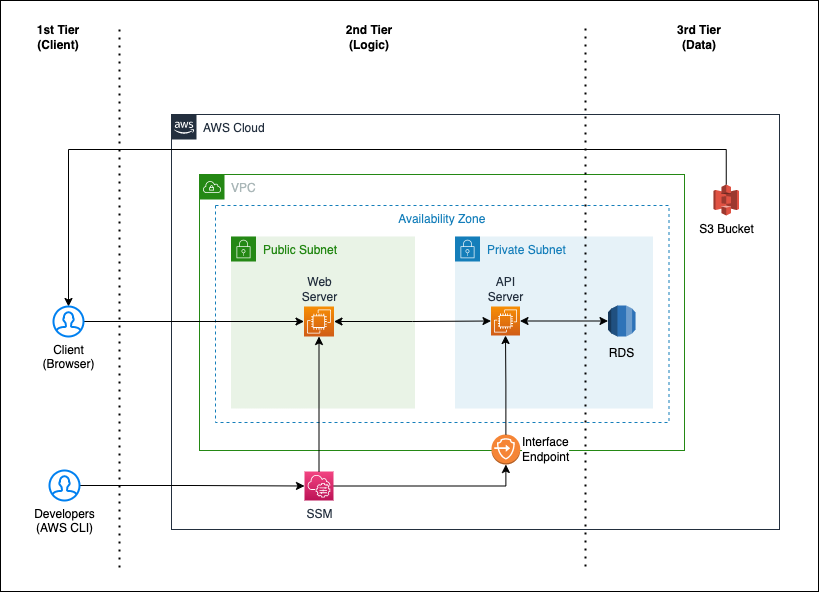 1st Tier
(Client)
2nd Tier
(Logic)
3rd Tier
(Data)
aws
AWS Cloud
VPC
Availability Zone
S3 Bucket
Public Subnet
Private Subnet
Web
Server
API
Server
Client
(Browser)
RDS
Interface
Endpoint
Developers
(AWS CLI)
SSM